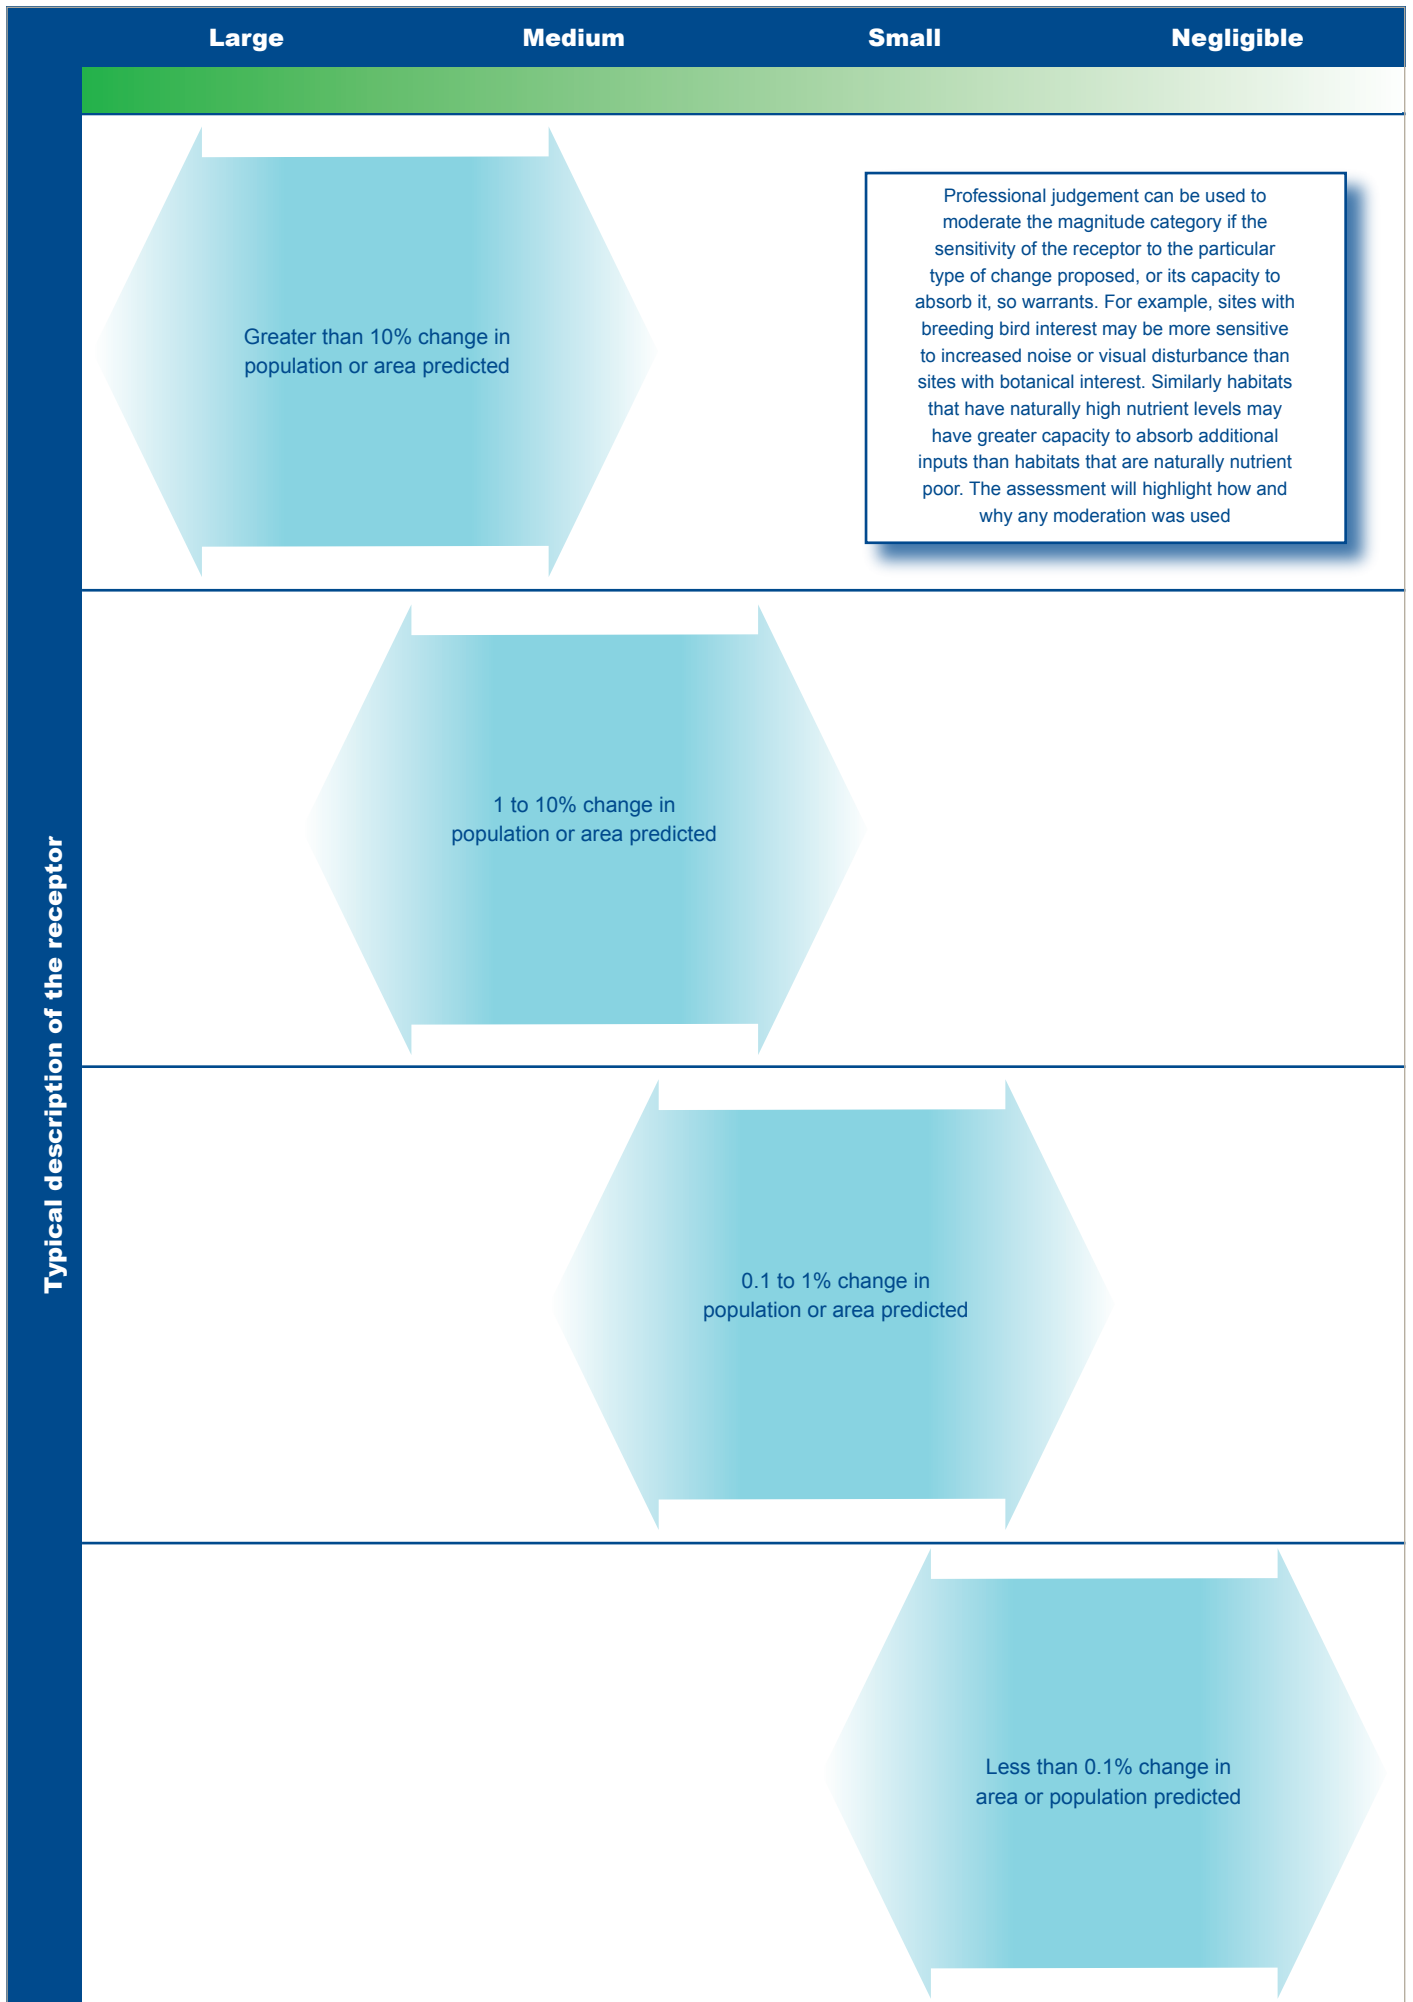 Large Medium Small Negligible
Greater than 10% change in
population or area predicted
Professional judgement can be used to
moderate the magnitude category if the
sensitivity of the receptor to the particular
type of change proposed, or its capacity to
absorb it, so warrants. For example, sites with
breeding bird interest may be more sensitive
to increased noise or visual disturbance than
sites with botanical interest. Similarly habitats
that have naturally high nutrient levels may
have greater capacity to absorb additional
inputs than habitats that are naturally nutrient
poor. The assessment will highlight how and
why any moderation was used
Typical description of the receptor
1 to 10% change in
population or area predicted
0.1 to 1% change in
population or area predicted
Less than 0.1% change in
area or population predicted